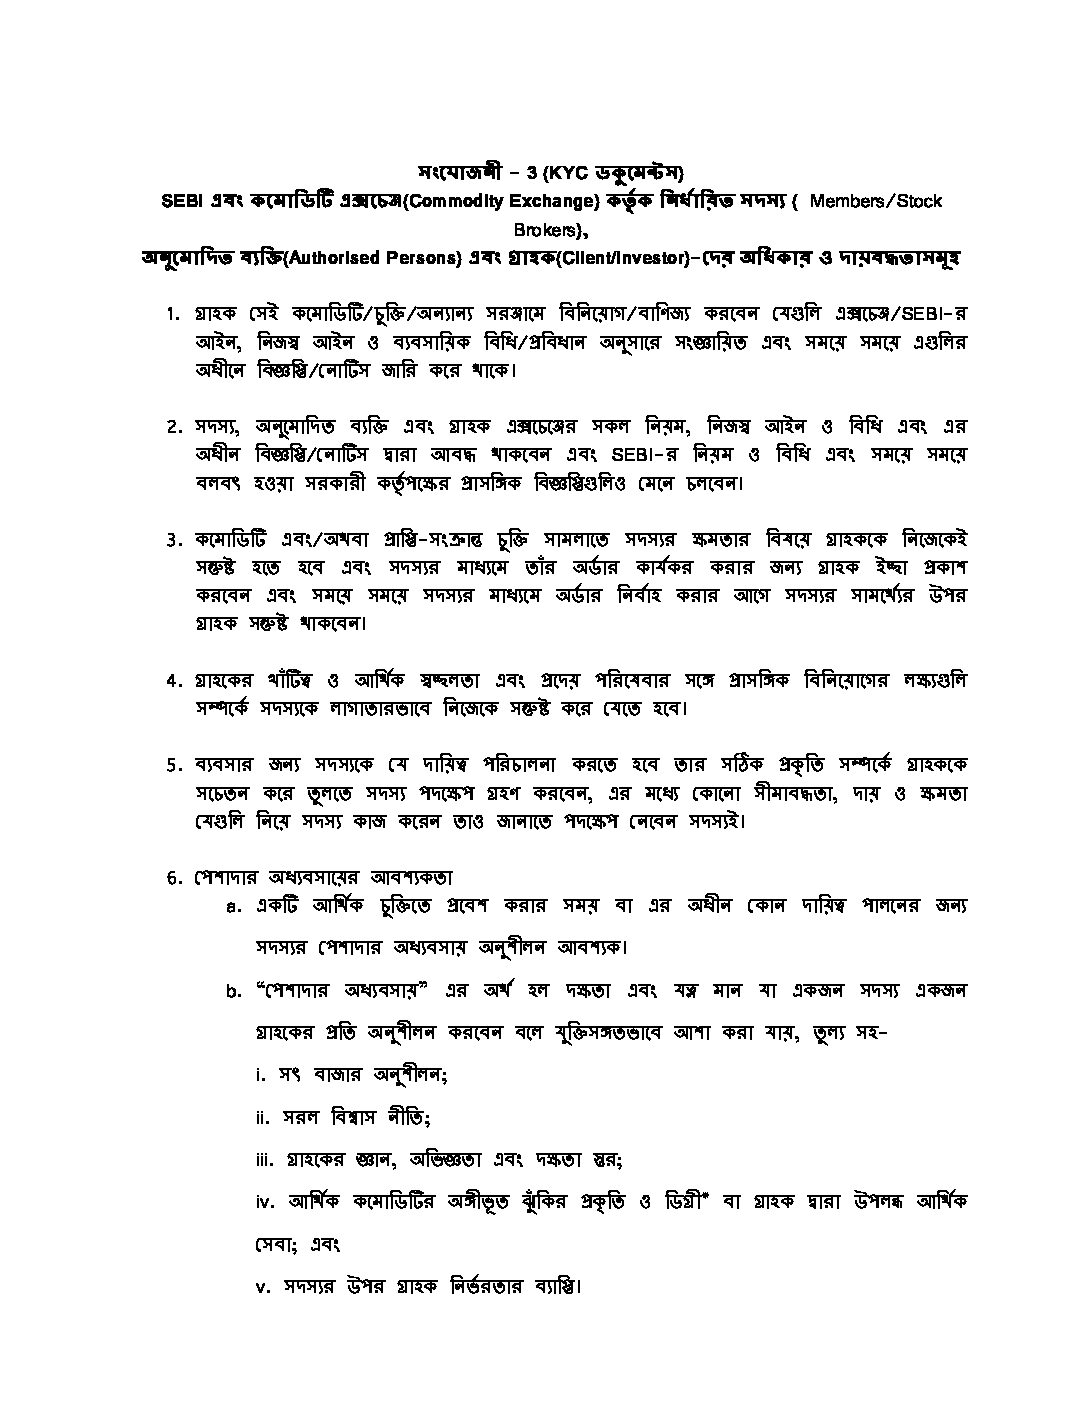 সংযোজনী – 3 (KYC ডকুমেন্টস)
SEBI এবং কমোডিটি এক্সচেঞ্জ(Commodity Exchange) কর্তৃক নির্ধারিত সদস্য ( Members/Stock
Brokers),
অনুমোদিত ব্যক্তি(Authorised Persons) এবং গ্রাহক(Client/Investor)-দের অধিকার ও দায়বদ্ধতাসমূহ
1. গ্রাহক সেই কমোডিটি/চুক্তি/অন্যান্য সরঞ্জামে বিনিয়োগ/বাণিজ্য করবেন যেগুলি এক্সচেঞ্জ/SEBI-র
আইন, নিজস্ব আইন ও ব্যবসায়িক বিধি/প্রবিধান অনুসারে সংজ্ঞায়িত এবং সময়ে সময়ে এগুলির
অধীনে বিজ্ঞপ্তি/নোটিস জারি করে থাকে।
2. সদস্য, অনুমোদিত ব্যক্তি এবং গ্রাহক এক্সচেঞ্জের সকল নিয়ম, নিজস্ব আইন ও বিধি এবং এর
অধীন বিজ্ঞপ্তি/নোটিস দ্বারা আবদ্ধ থাকবেন এবং SEBI-র নিয়ম ও বিধি এবং সময়ে সময়ে
বলবৎ হওয়া সরকারী কর্তৃপক্ষের প্রাসঙ্গিক বিজ্ঞপ্তিগুলিও মেনে চলবেন।
3. কমোডিটি এবং/অথবা প্রাপ্তি-সংক্রান্ত চুক্তি সামলাতে সদস্যর ক্ষমতার বিষয়ে গ্রাহককে নিজেকেই
সন্তুষ্ট হতে হবে এবং সদস্যর মাধ্যমে তাঁর অর্ডার কার্যকর করার জন্য গ্রাহক ইচ্ছা প্রকাশ
করবেন এবং সময়ে সময়ে সদস্যর মাধ্যমে অর্ডার নির্বাহ করার আগে সদস্যর সামর্থ্যের উপর
গ্রাহক সন্তুষ্ট থাকবেন।
4. গ্রাহকের খাঁটিত্ব ও আর্থিক স্বচ্ছলতা এবং প্রদেয় পরিষেবার সঙ্গে প্রাসঙ্গিক বিনিয়োগের লক্ষ্যগুলি
সম্পর্কে সদস্যকে লাগাতারভাবে নিজেকে সন্তুষ্ট করে যেতে হবে।
5. ব্যবসার জন্য সদস্যকে যে দায়িত্ব পরিচালনা করতে হবে তার সঠিক প্রকৃতি সম্পর্কে গ্রাহককে
সচেতন করে তুলতে সদস্য পদক্ষেপ গ্রহণ করবেন, এর মধ্যে কোনো সীমাবদ্ধতা, দায় ও ক্ষমতা
যেগুলি নিয়ে সদস্য কাজ করেন তাও জানাতে পদক্ষেপ নেবেন সদস্যই।
6. পেশাদার অধ্যবসায়ের আবশ্যকতা
a. একটি আর্থিক চুক্তিতে প্রবেশ করার সময় বা এর অধীন কোন দায়িত্ব পালনের জন্য
সদস্যর পেশাদার অধ্যবসায় অনুশীলন আবশ্যক।
b. “পেশাদার অধ্যবসায়” এর অর্থ হল দক্ষতা এবং যত্ন মান যা একজন সদস্য একজন
গ্রাহকের প্রতি অনুশীলন করবেন বলে যুক্তিসঙ্গতভাবে আশা করা যায়, তুল্য সহ-
i. সৎ বাজার অনুশীলন;
ii. সরল বিশ্বাস নীতি;
iii. গ্রাহকের জ্ঞান, অভিজ্ঞতা এবং দক্ষতা স্তর;
iv. আর্থিক কমোডিটির অঙ্গীভূত ঝুঁকির প্রকৃতি ও ডিগ্রী* বা গ্রাহক দ্বারা উপলব্ধ আর্থিক
সেবা; এবং
v. সদস্যর উপর গ্রাহক নির্ভরতার ব্যাপ্তি।